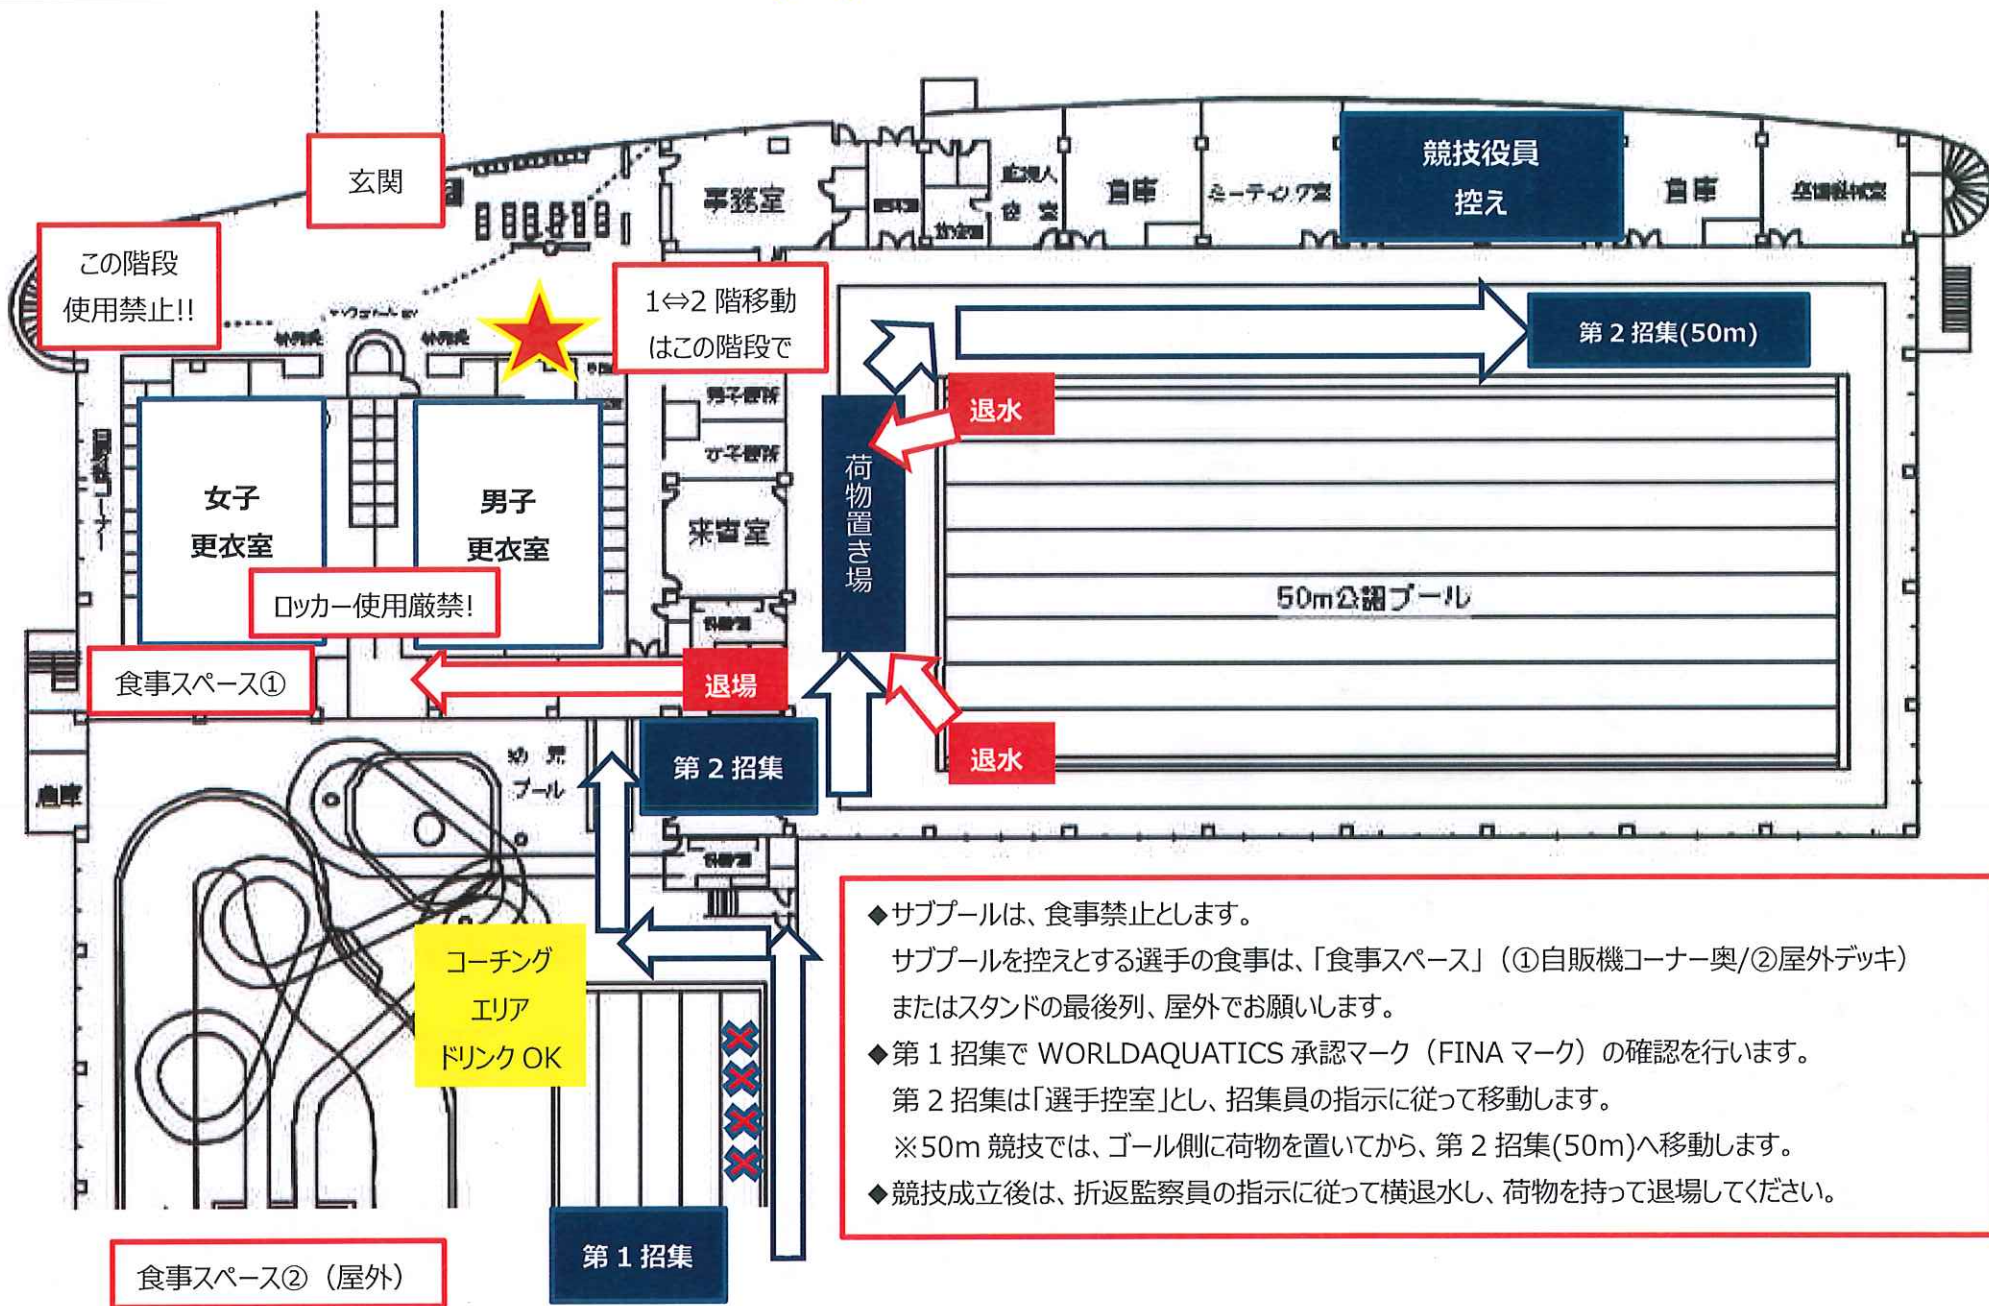 玄関
この階段
使用禁止!!
事務室
倉庫
ミーティング室
競技役員
控え
倉庫
1⇔2 階移動
はこの階段で
第 2 招集(50m)
退水
荷物置き場
女子
更衣室
男子
更衣室
ロッカー使用厳禁!
来賓室
50m公認プール
食事スペース①
退場
退水
第 2 招集
幼児
プール
倉庫
コーチング
エリア
ドリンク OK
第 1 招集
食事スペース② (屋外)
◆サブプールは、食事禁止とします。
サブプールを控えとする選手の食事は、「食事スペース」 (①自販機コーナー奥/②屋外デッキ)
またはスタンドの最後列、屋外でお願いします。
◆第 1 招集で WORLDAQUATICS 承認マーク (FINA マーク) の確認を行います。
第 2 招集は「選手控室」とし、招集員の指示に従って移動します。
※50m 競技では、ゴール側に荷物を置いてから、第 2 招集(50m)へ移動します。
◆競技成立後は、折返監察員の指示に従って横退水し、荷物を持って退場してください。